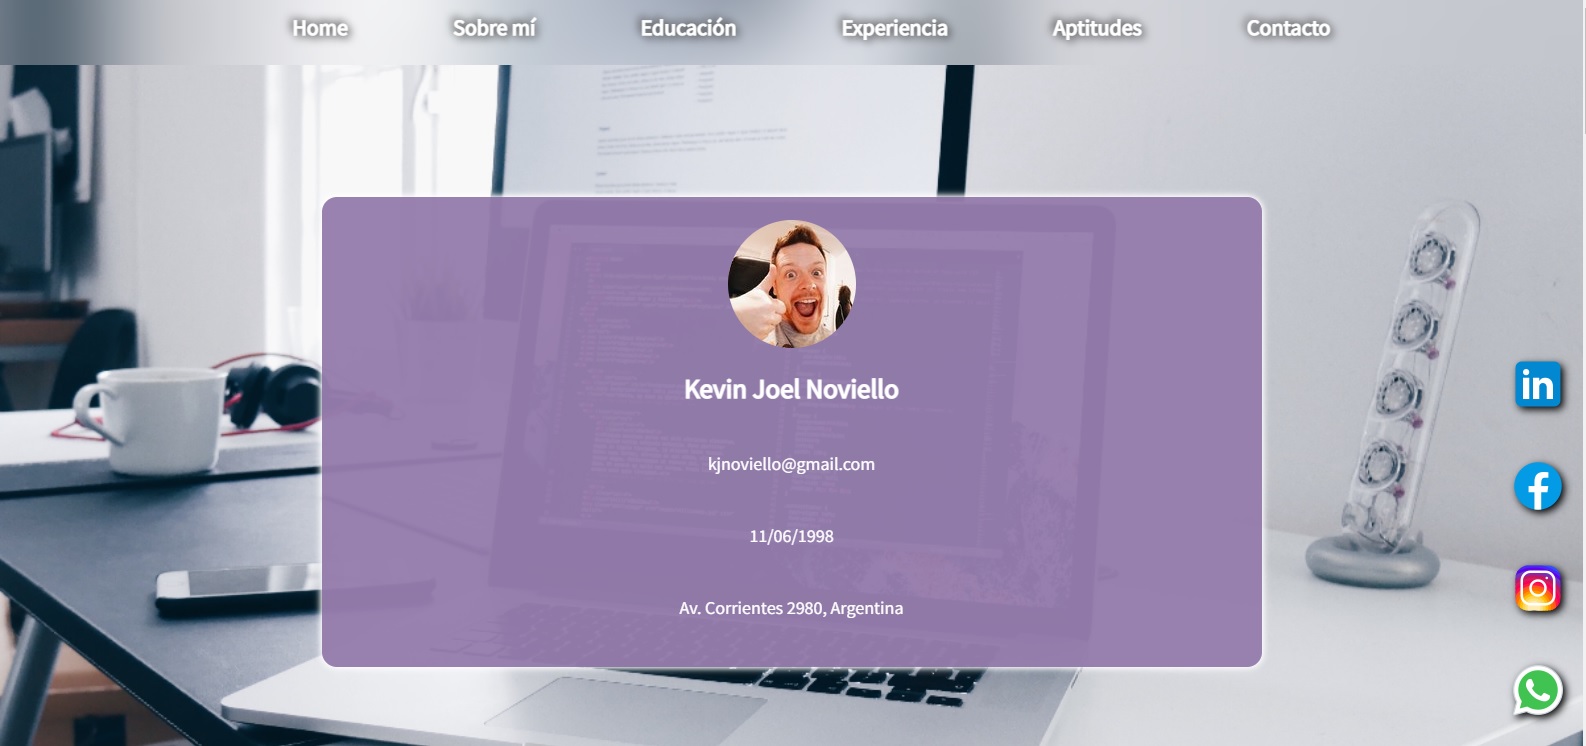 Home Sobre mí Educación Experiencia Aptitudes Contacto
Kevin Joel Noviello
kjnoviello@gmail.com
11/06/1998
Av. Corrientes 2980, Argentina
in